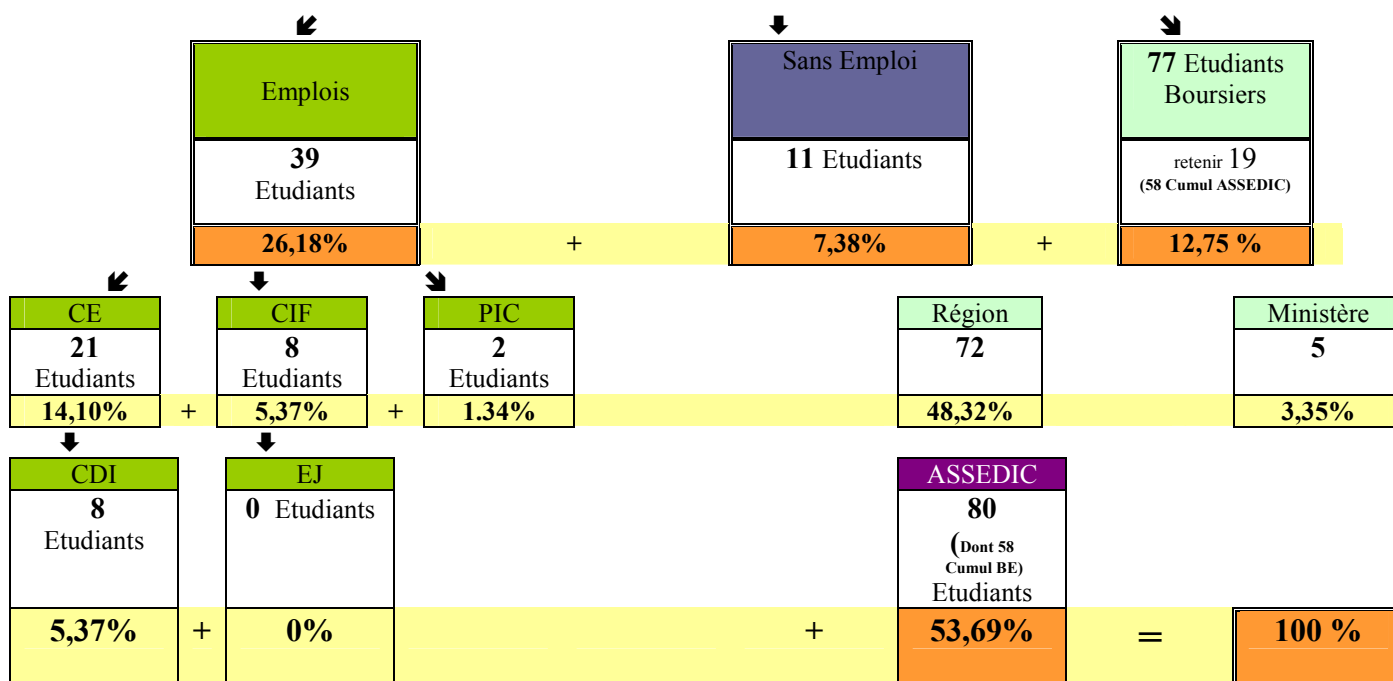 Emplois
39
Etudiants
26,18%
+
Sans Emploi
11 Etudiants
7,38%
+
77 Etudiants
Boursiers
retenir 19
(58 Cumul ASSEDIC)
12,75 %
CE
21
Etudiants
14,10%
+
CIF
8
Etudiants
5,37%
+
PIC
2
Etudiants
1.34%
Région
72
48,32%
Ministère
5
3,35%
CDI
8
Etudiants
5,37%
+
EJ
0 Etudiants
0%
+
ASSEDIC
80
(Dont 58
Cumul BE)
Etudiants
53,69%
=
100 %